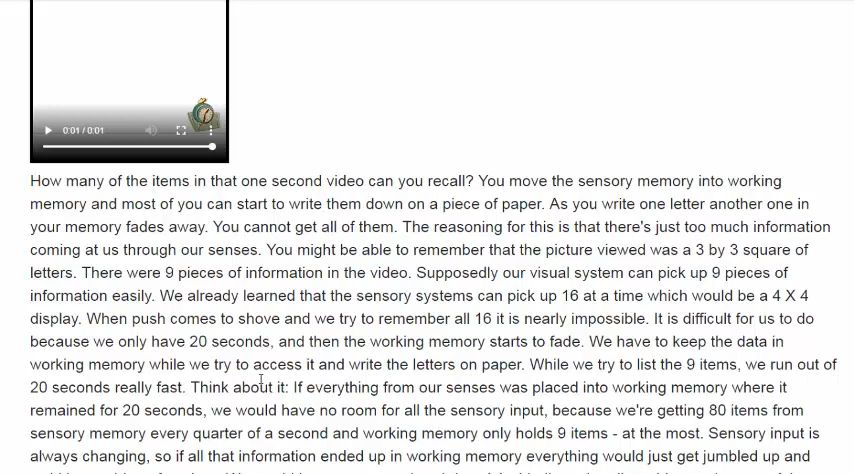 0:01 / 0:01
How many of the items in that one second video can you recall? You move the sensory memory into working
memory and most of you can start to write them down on a piece of paper. As you write one letter another one in
your memory fades away. You cannot get all of them. The reasoning for this is that there's just too much information
coming at us through our senses. You might be able to remember that the picture viewed was a 3 by 3 square of
letters. There were 9 pieces of information in the video. Supposedly our visual system can pick up 9 pieces of
information easily. We already learned that the sensory systems can pick up 16 at a time which would be a 4 X 4
display. When push comes to shove and we try to remember all 16 it is nearly impossible. It is difficult for us to do
because we only have 20 seconds, and then the working memory starts to fade. We have to keep the data in
working memory while we try to access it and write the letters on paper. While we try to list the 9 items, we run out of
20 seconds really fast. Think about it: If everything from our senses was placed into working memory where it
remained for 20 seconds, we would have no room for all the sensory input, because we're getting 80 items from
sensory memory every quarter of a second and working memory only holds 9 items - at the most. Sensory input is
always changing, so if all that information ended up in working memory everything would just get jumbled up and